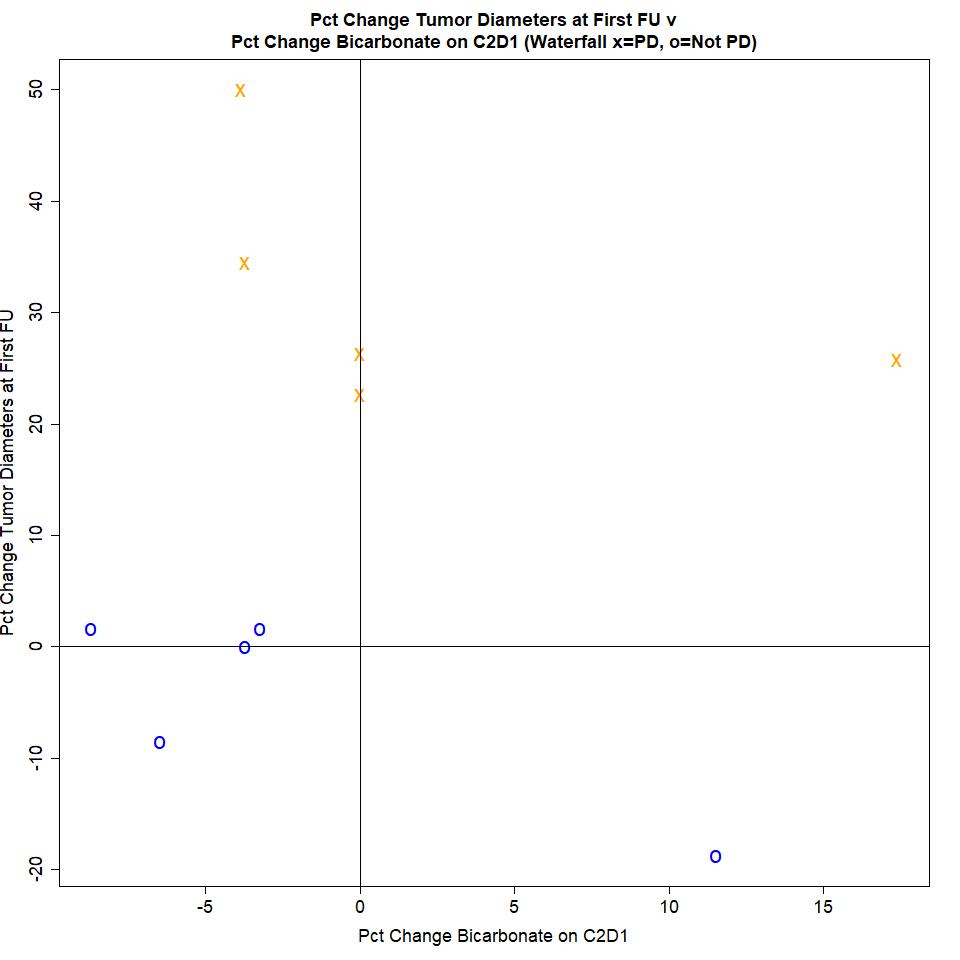 Pct Change Tumor Diameters at First FU v
Pct Change Bicarbonate on C2D1 (Waterfall x=PD, o=Not PD)
Pct Change Tumor Diameters at First FU
50
40
30
20
10
0
-10
-20
X
X
X
X
X
O
O
O
O
O
-5
0
5
10
15
Pct Change Bicarbonate on C2D1